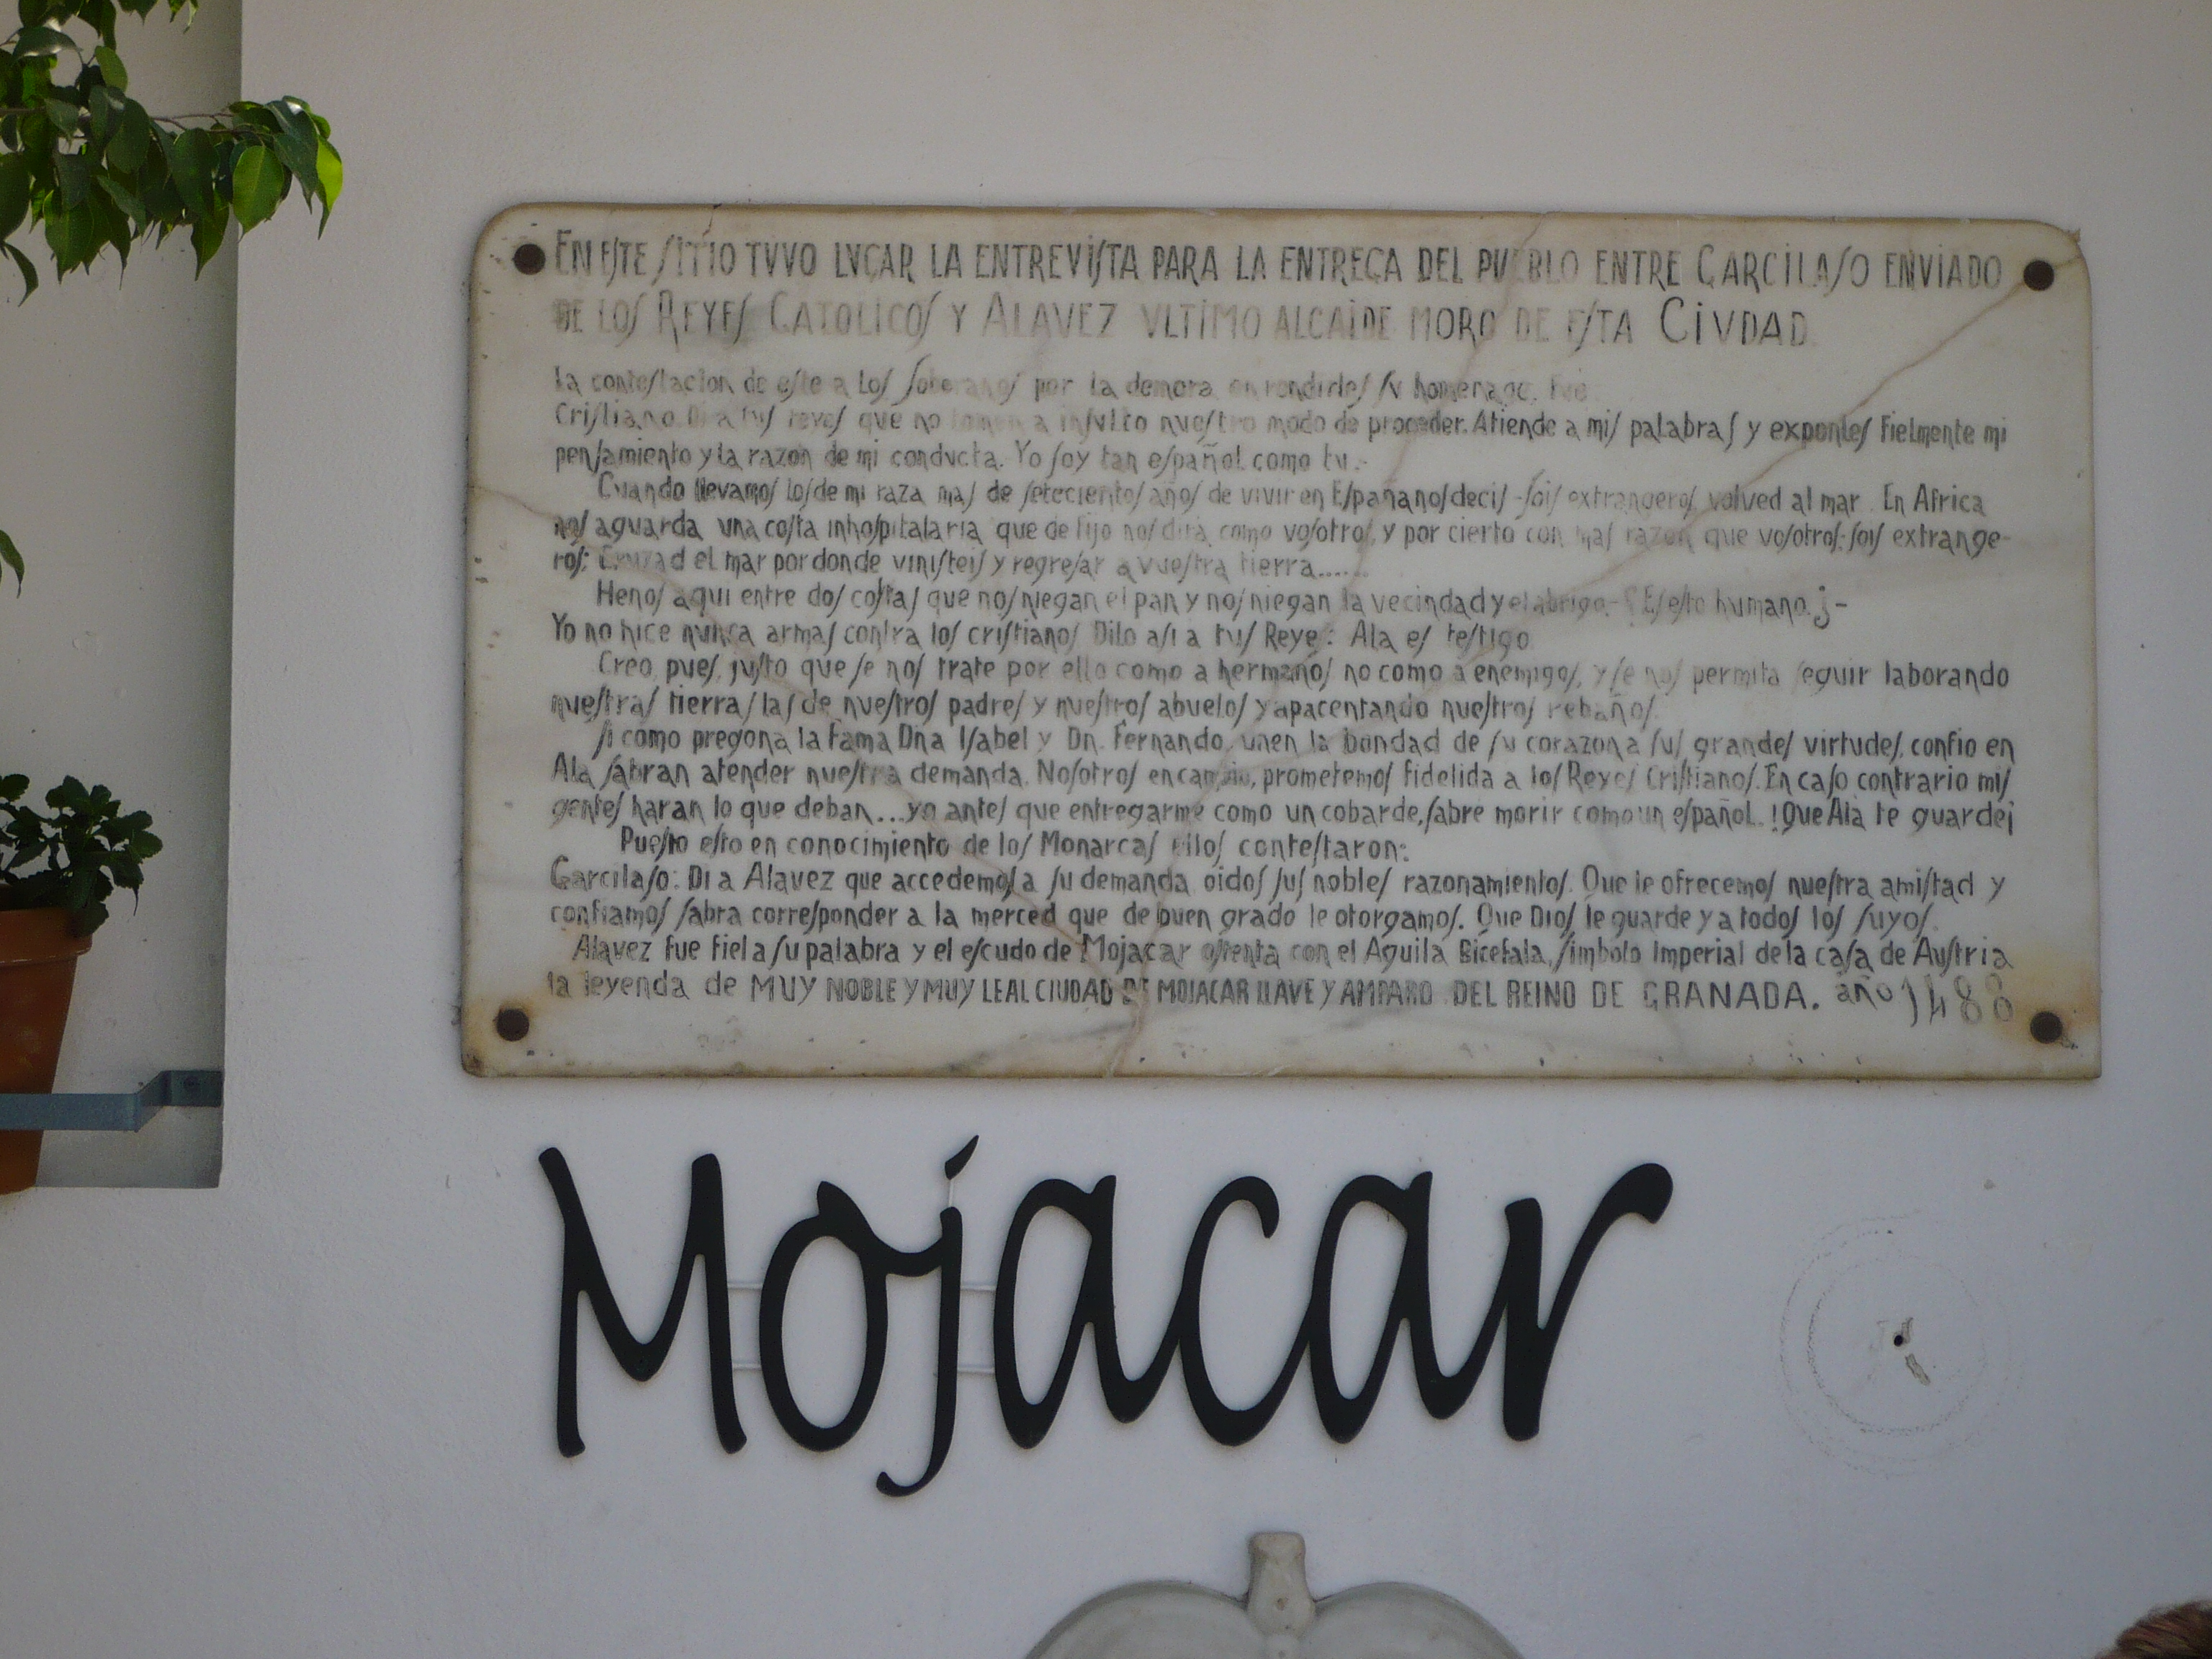 EN ESTE SITIO TVVO LVGAR LA ENTREVISTA PARA LA ENTREGA DEL PVEBLO ENTRE GARCILASO ENVIADO
DE LOS REYES CATOLICOS Y ALAVEZ VLTIMO ALCAIDE MORO DE ESTA CIVDAD
La contestacion de este a los soberanos por la demora en rendirles sv homenage. Fue
Cristiano. Di a tus reyes que no tomen a insulto nuestro modo de proceder. Atiende a mis palabras y exponles fielmente mi
pensamiento y la razon de mi conducta. Yo soy tan español como tu.-
Cuando llevamos los de mi raza mas de setecientos años de vivir en España nos decis -sois extrangeros, volved al mar. En Africa
nos aguarda una costa inhospitalaria que de fijo nos dira como vosotros, y por cierto con mas razon que vosotros: sois extrange-
ros; Cruzad el mar por donde vinisteis y regresar a vuestra tierra......
Henos aqui entre dos costas que nos niegan el pan y nos niegan la vecindad y el abrigo.- ¿Es esto humano.¿-
Yo no hice nunca armas contra los cristianos Dilo asi a tus Reyes: Ala es testigo
Creo, pues, justo que se nos trate por ello como a hermanos no como a enemigos, y se nos permita seguir laborando
nuestras tierras las de nuestros padres y nuestros abuelos y apacentando nuestros rebaños.
Si como pregona la fama Dña Isabel y Dn. Fernando, unen la bondad de su corazon a sus grandes virtudes, confio en
Ala sabran atender nuestra demanda. Nosotros en cambio, prometemos fidelida a los Reyes Cristianos. En caso contrario mis
gentes haran lo que deban...yo antes que entregarme como un cobarde, sabre morir como un español. !Que Ala te guarde¡
Puesto esto en conocimiento de los Monarcas ellos contestaron:
Garcilaso: Di a Alavez que accedemos a su demanda oidos sus nobles razonamientos. Que le ofrecemos nuestra amistad y
confiamos sabra corresponder a la merced que de buen grado le otorgamos. Que Dios le guarde y a todos los suyos.
Alavez fue fiel a su palabra y el escudo de Mojacar ostenta con el Aguila Bicefala, simbolo Imperial de la casa de Austria
la leyenda de MUY NOBLE Y MUY LEAL CIUDAD DE MOJACAR LLAVE Y AMPARO DEL REINO DE GRANADA. año 1488
Mojacar